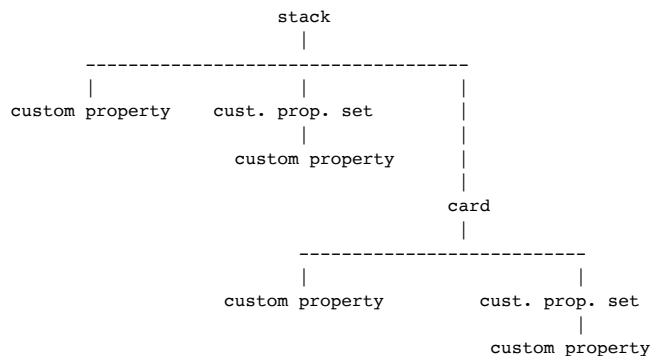 stack
custom property cust. prop. set
custom property
card
custom property cust. prop. set
custom property